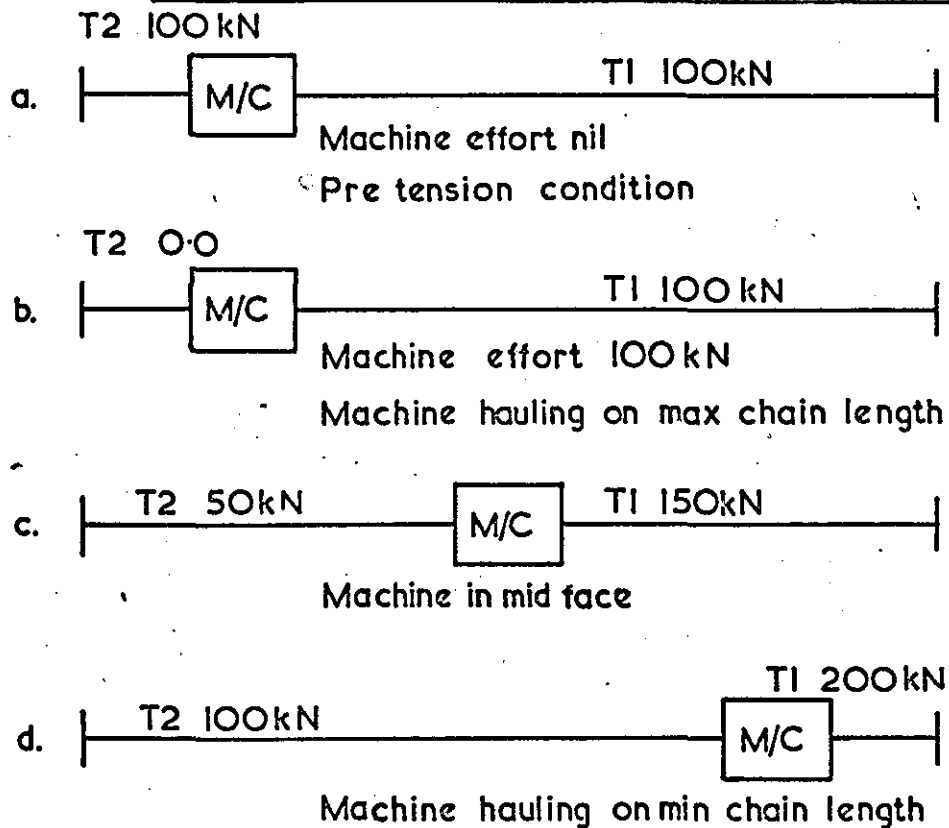 T2 100kN
a. M/C T1 100kN
Machine effort nil
Pre tension condition
T2 0·0
b. M/C T1 100kN
Machine effort 100kN
Machine hauling on max chain length
c. T2 50kN M/C T1 150kN
Machine in mid face
T1 200kN
d. T2 100kN M/C
Machine hauling on min chain length